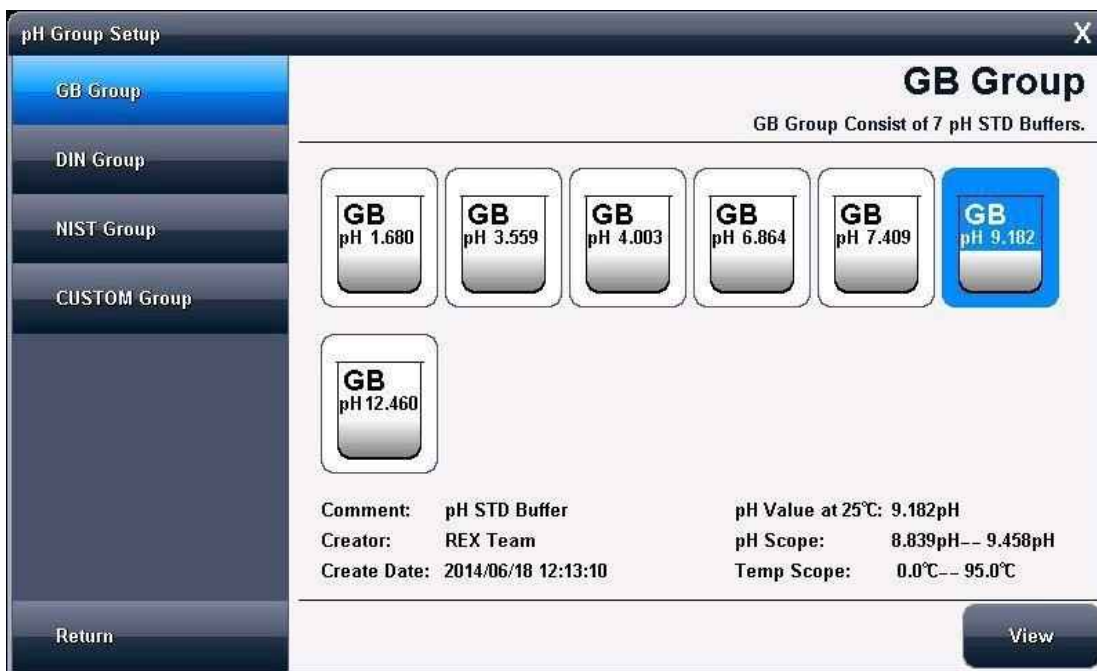 pH Group Setup
X
GB Group
DIN Group
NIST Group
CUSTOM Group
Return
GB Group
GB Group Consist of 7 pH STD Buffers.
GB
pH 1.680
GB
pH 3.559
GB
pH 4.003
GB
pH 6.864
GB
pH 7.409
GB
pH 9.182
GB
pH 12.460
Comment: pH STD Buffer
Creator: REX Team
Create Date: 2014/06/18 12:13:10
pH Value at 25℃: 9.182pH
pH Scope: 8.839pH-- 9.458pH
Temp Scope: 0.0℃-- 95.0℃
View